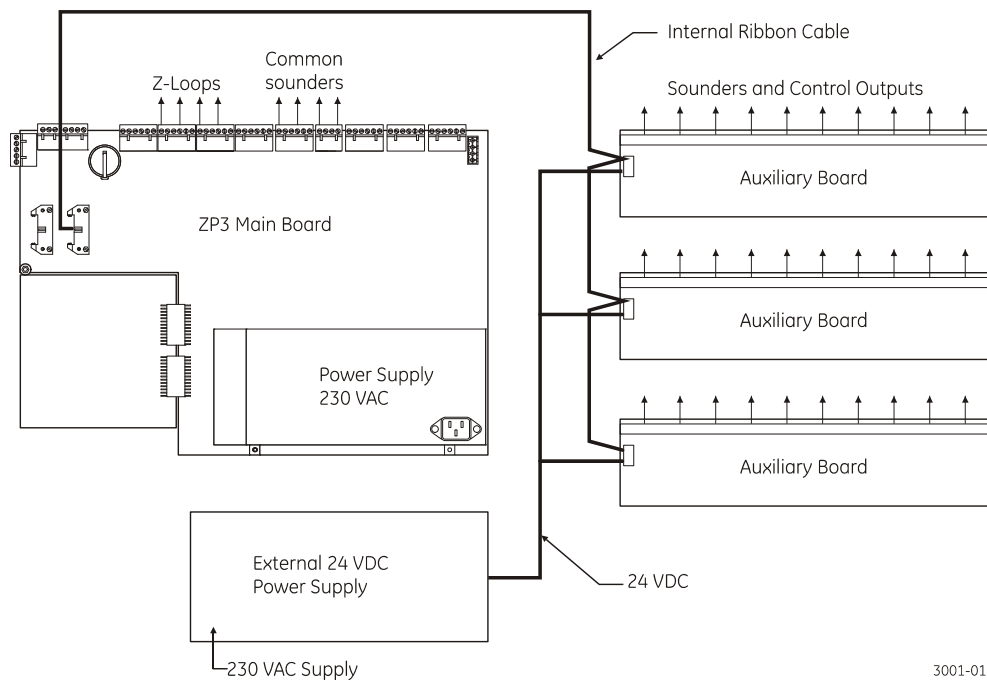 Internal Ribbon Cable
Common
sounders
Z-Loops
Sounders and Control Outputs
Auxiliary Board
ZP3 Main Board
Auxiliary Board
Power Supply
230 VAC
Auxiliary Board
External 24 VDC
Power Supply
24 VDC
230 VAC Supply
3001-01